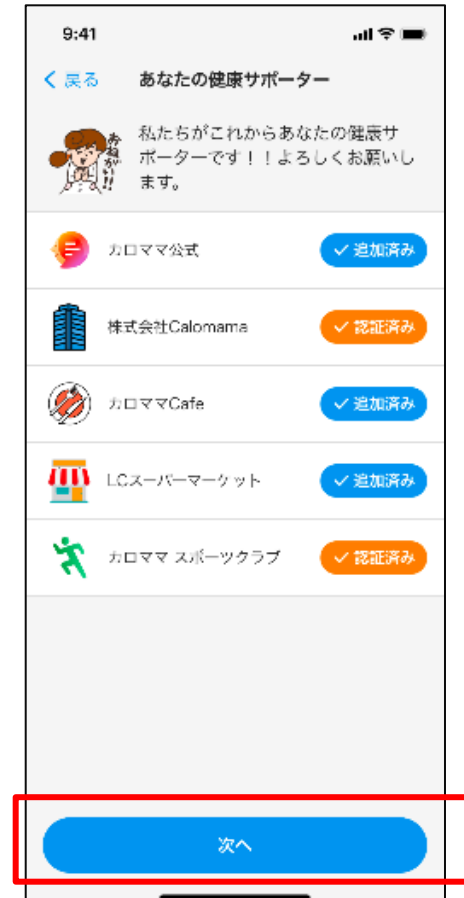 9:41
戻る あなたの健康サポーター
おねがい!!
私たちがこれからあなたの健康サ
ポーターです！！よろしくお願いし
ます。
カロママ公式 追加済み
株式会社Calomama 認証済み
カロママCafe 追加済み
LCスーパーマーケット 追加済み
カロママ スポーツクラブ 認証済み
次へ